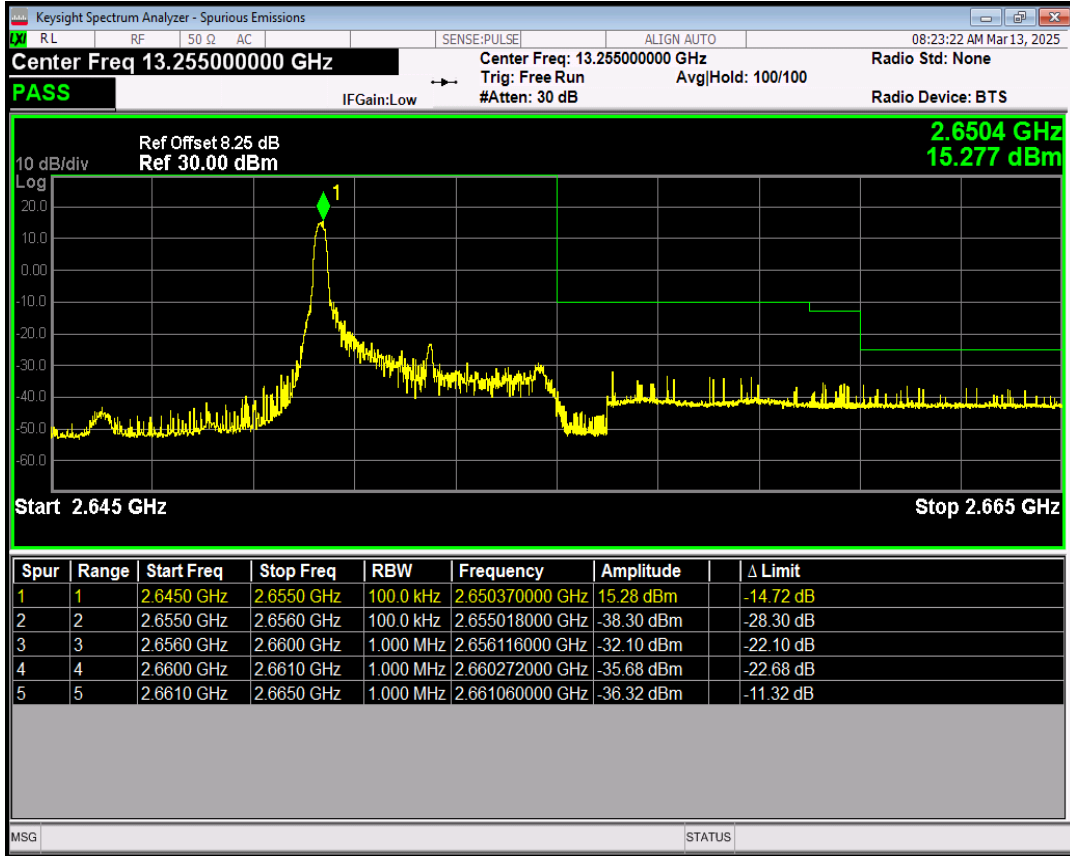 Keysight Spectrum Analyzer - Spurious Emissions
LXI RL RF 50 Ω AC SENSE:PULSE ALIGN AUTO 08:23:22 AM Mar 13, 2025
Center Freq 13.255000000 GHz Center Freq: 13.255000000 GHz Radio Std: None
Trig: Free Run Avg|Hold: 100/100
PASS IFGain:Low #Atten: 30 dB Radio Device: BTS
2.6504 GHz
Ref Offset 8.25 dB
10 dB/div Ref 30.00 dBm 15.277 dBm
Log
1
20.0
10.0
0.00
-10.0
-20.0
-30.0
-40.0
-50.0
-60.0
Start 2.645 GHz Stop 2.665 GHz
Spur Range Start Freq Stop Freq RBW Frequency Amplitude Δ Limit
1 1 2.6450 GHz 2.6550 GHz 100.0 kHz 2.650370000 GHz 15.28 dBm -14.72 dB
2 2 2.6550 GHz 2.6560 GHz 100.0 kHz 2.655018000 GHz -38.30 dBm -28.30 dB
3 3 2.6560 GHz 2.6600 GHz 1.000 MHz 2.656116000 GHz -32.10 dBm -22.10 dB
4 4 2.6600 GHz 2.6610 GHz 1.000 MHz 2.660272000 GHz -35.68 dBm -22.68 dB
5 5 2.6610 GHz 2.6650 GHz 1.000 MHz 2.661060000 GHz -36.32 dBm -11.32 dB
MSG STATUS